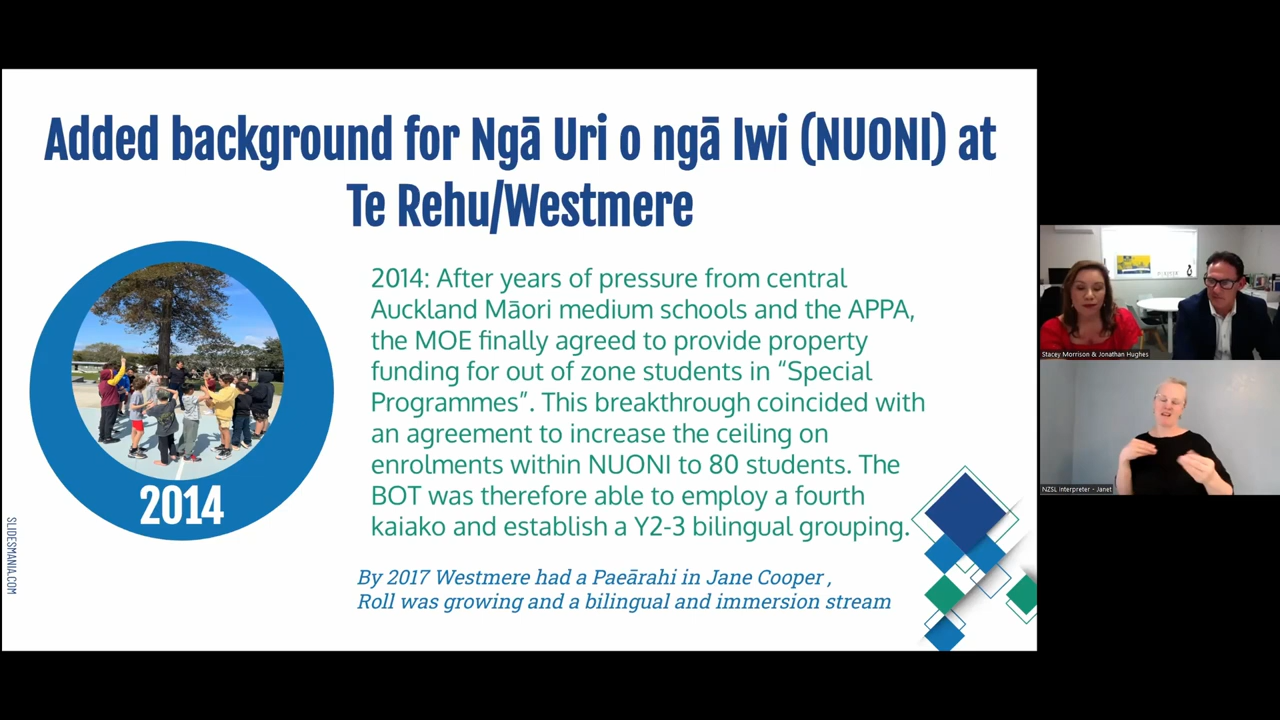 Added background for Ngā Uri o ngā Iwi (NUONI) at
Te Rehu/Westmere
2014: After years of pressure from central
Auckland Māori medium schools and the APPA,
the MOE finally agreed to provide property
funding for out of zone students in “Special
Programmes”. This breakthrough coincided with
an agreement to increase the ceiling on
enrolments within NUONI to 80 students. The
BOT was therefore able to employ a fourth
kaiako and establish a Y2-3 bilingual grouping.
2014
By 2017 Westmere had a Paeārahi in Jane Cooper ,
Roll was growing and a bilingual and immersion stream
SLIDESMANIA.COM
Stacey Morrison & Jonathan Hughes
NZSL interpreter - Janet